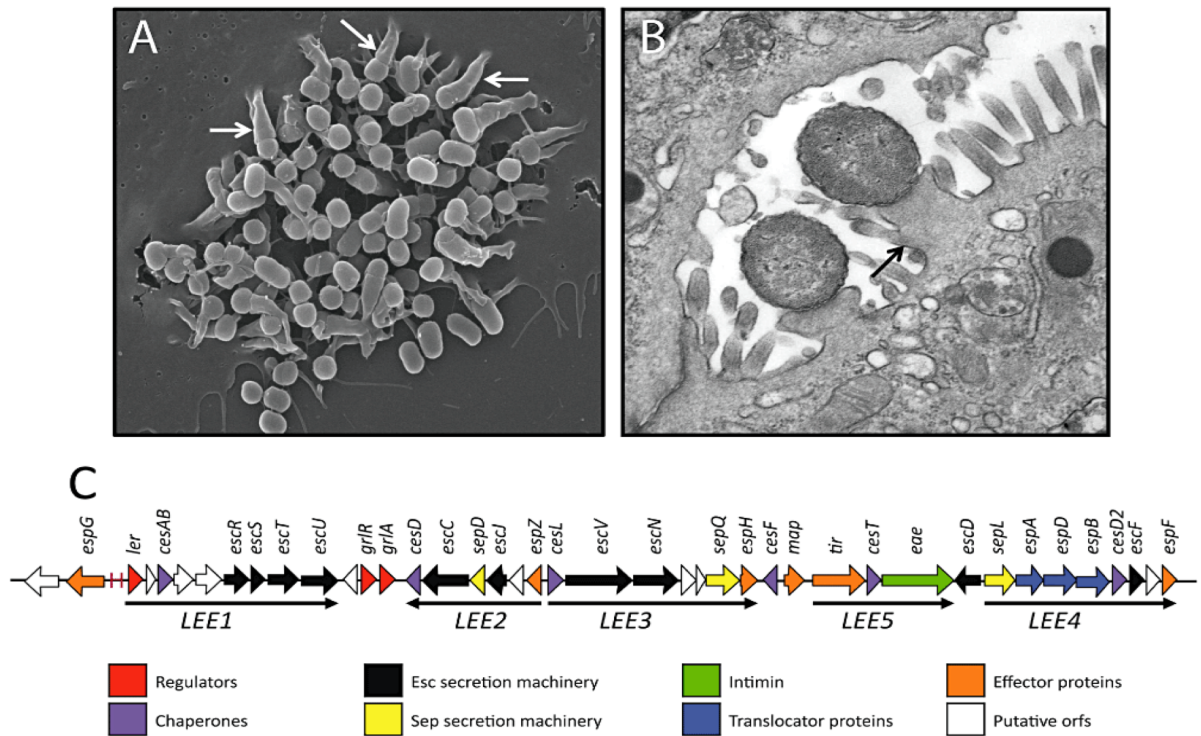 A
B
C
espG ler cesAB escR escS escT escU grlR grlA cesD escC sepD escJ espZ cesL escV escN sepQ espH cesF map tir cesT eae escD sepL espA espD espB cesD2 escF espF
LEE1 LEE2 LEE3 LEE5 LEE4
Regulators Esc secretion machinery Intimin Effector proteins
Chaperones Sep secretion machinery Translocator proteins Putative orfs